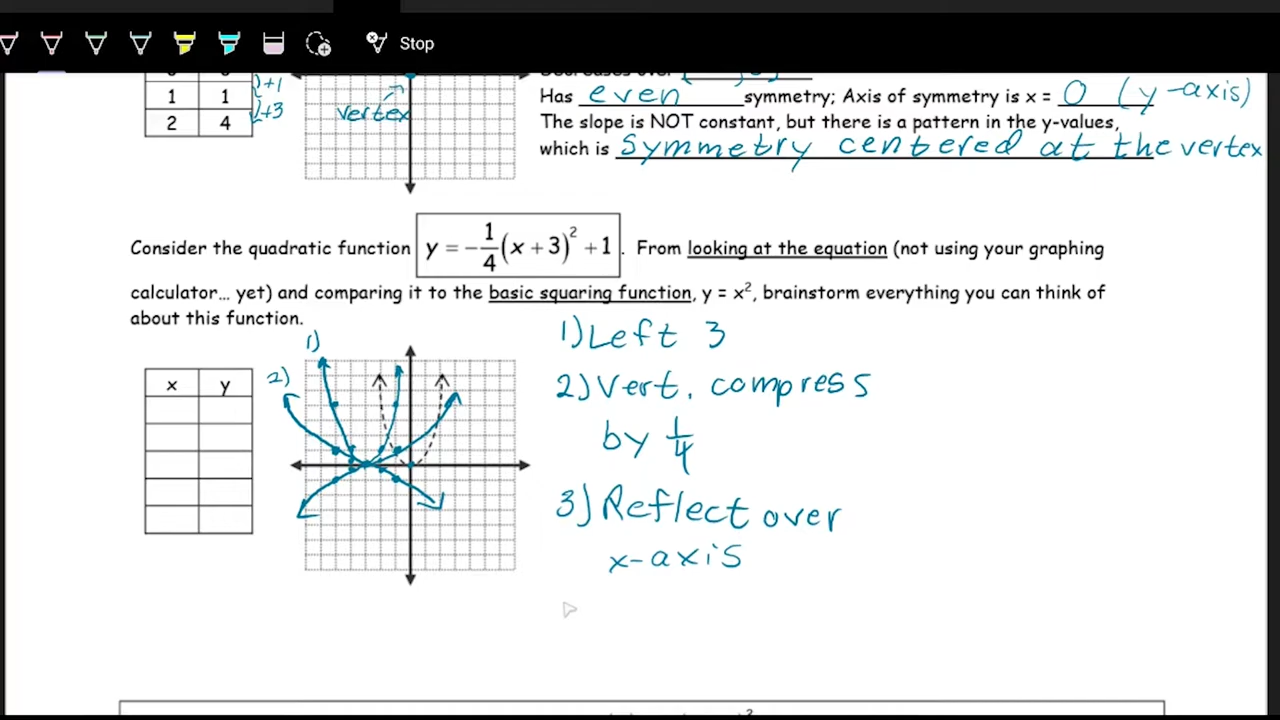 Stop
1 1 )+1
2 4 +3
vertex
Has even symmetry; Axis of symmetry is x = 0 (y-axis)
The slope is NOT constant, but there is a pattern in the y-values,
which is symmetry centered at the vertex
Consider the quadratic function y = -1/4(x + 3)² + 1. From looking at the equation (not using your graphing
calculator... yet) and comparing it to the basic squaring function, y = x², brainstorm everything you can think of
about this function.
x y
1)
2)
1) Left 3
2) Vert. compress
by 1/4
3) Reflect over
x-axis